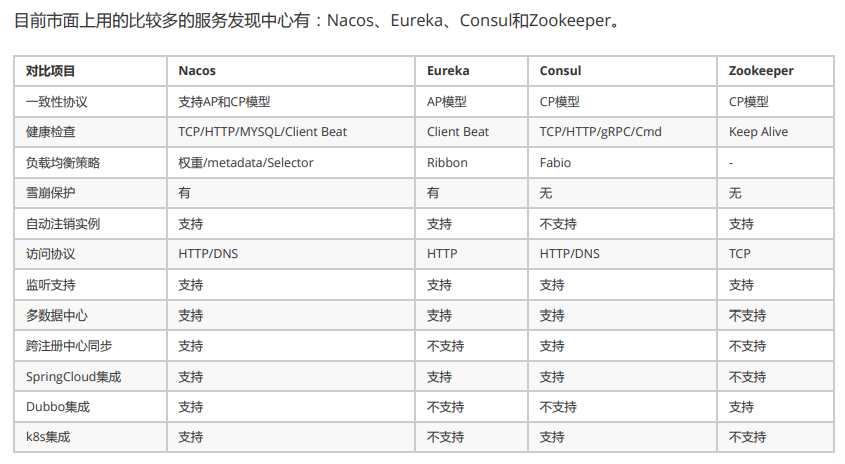 目前市面上用的比较多的服务发现中心有：Nacos、Eureka、Consul和Zookeeper。
对比项目 Nacos Eureka Consul Zookeeper
一致性协议 支持AP和CP模型 AP模型 CP模型 CP模型
健康检查 TCP/HTTP/MYSQL/Client Beat Client Beat TCP/HTTP/gRPC/Cmd Keep Alive
负载均衡策略 权重/metadata/Selector Ribbon Fabio -
雪崩保护 有 有 无 无
自动注销实例 支持 支持 不支持 支持
访问协议 HTTP/DNS HTTP HTTP/DNS TCP
监听支持 支持 支持 支持 支持
多数据中心 支持 支持 支持 不支持
跨注册中心同步 支持 不支持 支持 不支持
SpringCloud集成 支持 支持 支持 不支持
Dubbo集成 支持 不支持 不支持 支持
k8s集成 支持 不支持 支持 不支持